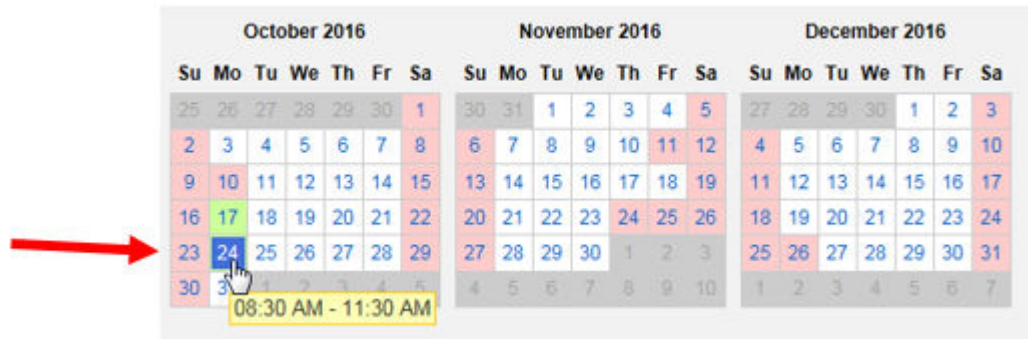 October 2016 November 2016 December 2016
Su Mo Tu We Th Fr Sa Su Mo Tu We Th Fr Sa Su Mo Tu We Th Fr Sa
25 26 27 28 29 30 1 30 31 1 2 3 4 5 27 28 29 30 1 2 3
2 3 4 5 6 7 8 6 7 8 9 10 11 12 4 5 6 7 8 9 10
9 10 11 12 13 14 15 13 14 15 16 17 18 19 11 12 13 14 15 16 17
16 17 18 19 20 21 22 20 21 22 23 24 25 26 18 19 20 21 22 23 24
23 24 25 26 27 28 29 27 28 29 30 1 2 3 25 26 27 28 29 30 31
30 3 1 2 3 4 5 4 5 6 7 8 9 10 1 2 3 4 5 6 7
08:30 AM - 11:30 AM